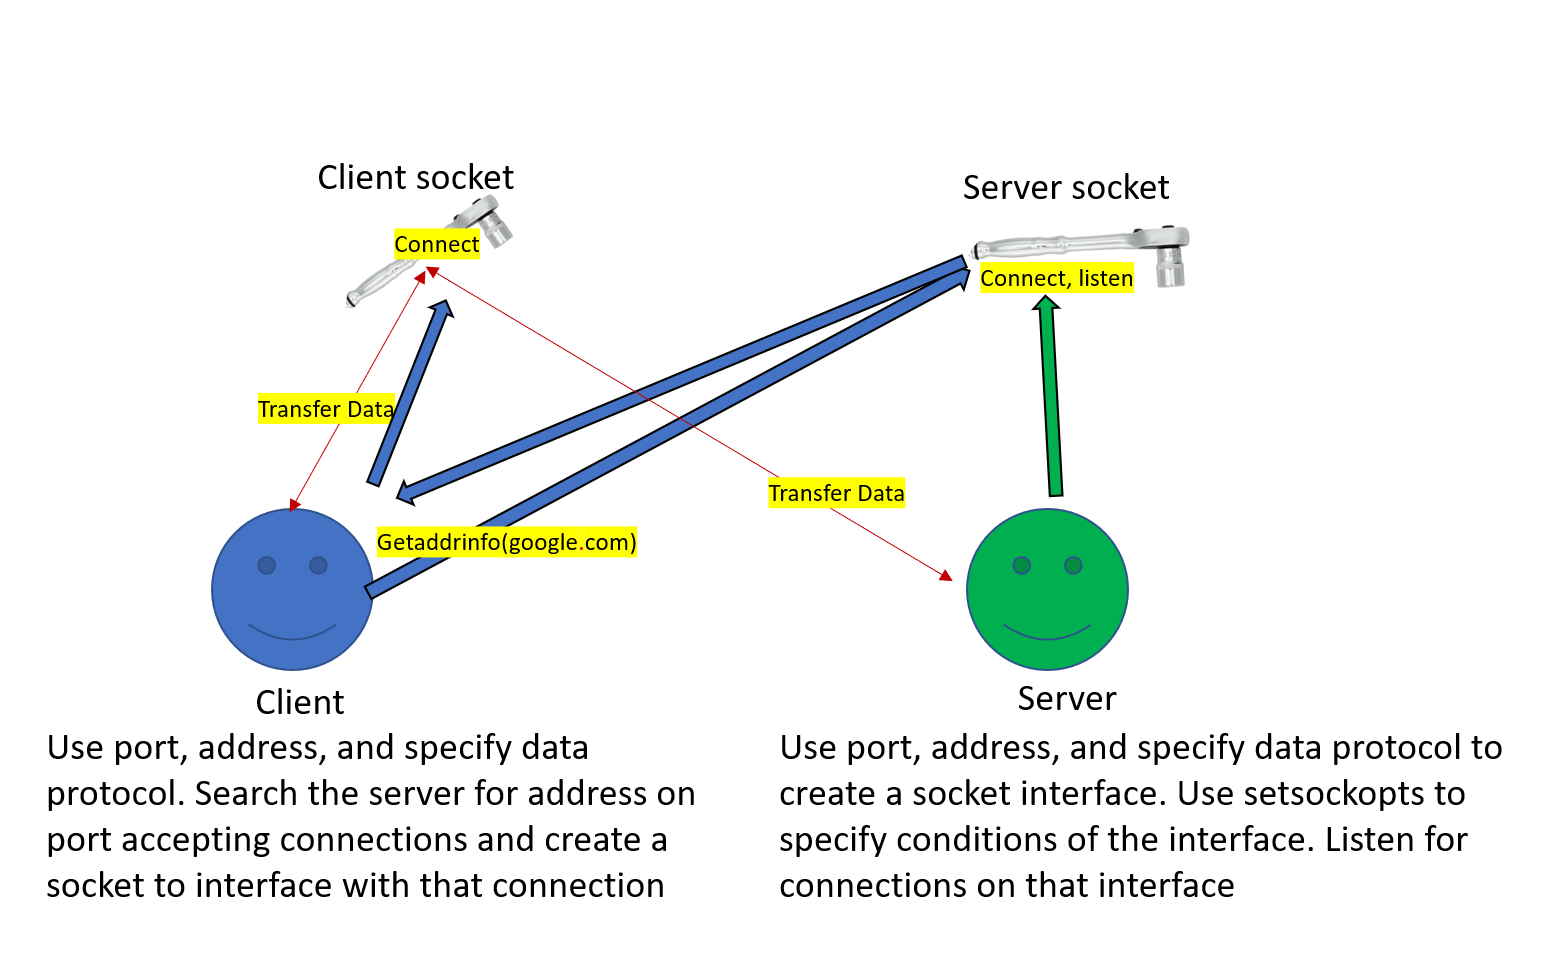 Client socket
Server socket
Connect
Connect, listen
Transfer Data
Transfer Data
Getaddrinfo(google.com)
Client
Server
Use port, address, and specify data
protocol. Search the server for address on
port accepting connections and create a
socket to interface with that connection
Use port, address, and specify data protocol to
create a socket interface. Use setsockopts to
specify conditions of the interface. Listen for
connections on that interface